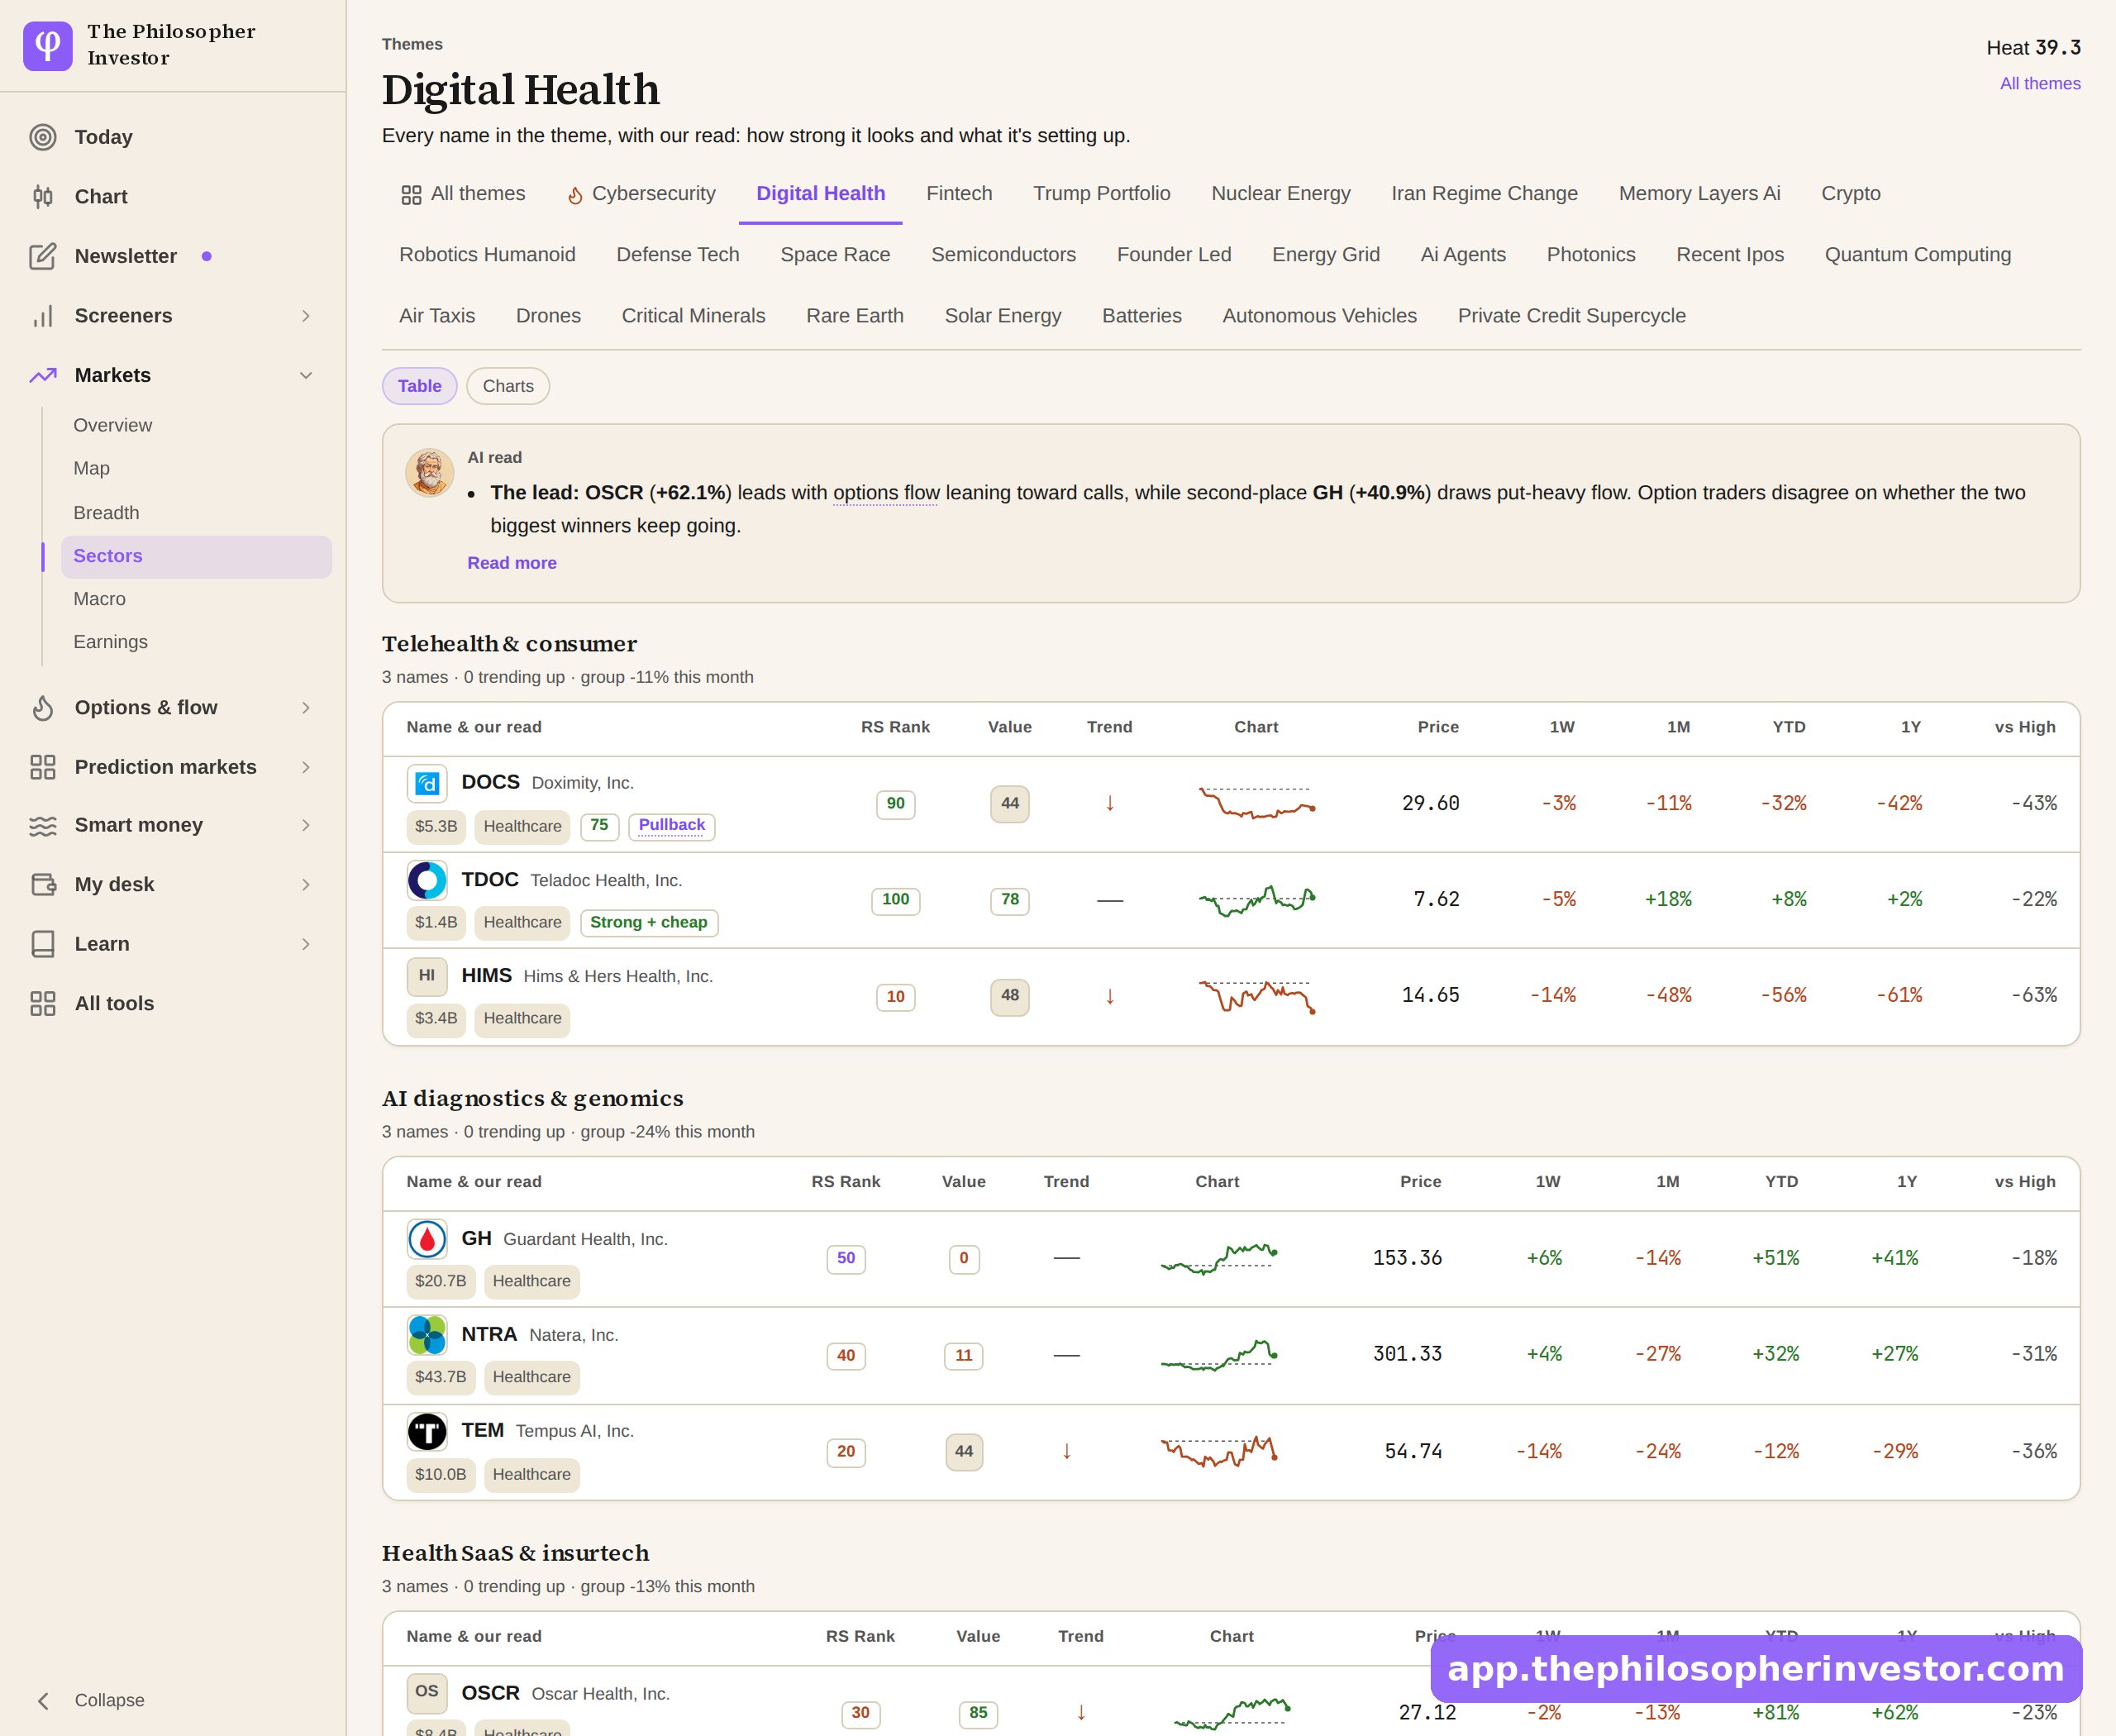 φ The Philosopher
Investor
Today
Chart
Newsletter
Screeners
Markets
Overview
Map
Breadth
Sectors
Macro
Earnings
Options & flow
Prediction markets
Smart money
My desk
Learn
All tools
Collapse
Themes
Heat 39.3
Digital Health
All themes
Every name in the theme, with our read: how strong it looks and what it's setting up.
All themes Cybersecurity Digital Health Fintech Trump Portfolio Nuclear Energy Iran Regime Change Memory Layers Ai Crypto
Robotics Humanoid Defense Tech Space Race Semiconductors Founder Led Energy Grid Ai Agents Photonics Recent Ipos Quantum Computing
Air Taxis Drones Critical Minerals Rare Earth Solar Energy Batteries Autonomous Vehicles Private Credit Supercycle
Table Charts
AI read
• The lead: OSCR (+62.1%) leads with options flow leaning toward calls, while second-place GH (+40.9%) draws put-heavy flow. Option traders disagree on whether the two
biggest winners keep going.
Read more
Telehealth & consumer
3 names · 0 trending up · group -11% this month
Name & our read RS Rank Value Trend Chart Price 1W 1M YTD 1Y vs High
DOCS Doximity, Inc.
$5.3B Healthcare 75 Pullback
90 44 ↓ 29.60 -3% -11% -32% -42% -43%
TDOC Teladoc Health, Inc.
$1.4B Healthcare Strong + cheap
100 78 — 7.62 -5% +18% +8% +2% -22%
HI HIMS Hims & Hers Health, Inc.
$3.4B Healthcare
10 48 ↓ 14.65 -14% -48% -56% -61% -63%
AI diagnostics & genomics
3 names · 0 trending up · group -24% this month
Name & our read RS Rank Value Trend Chart Price 1W 1M YTD 1Y vs High
GH Guardant Health, Inc.
$20.7B Healthcare
50 0 — 153.36 +6% -14% +51% +41% -18%
NTRA Natera, Inc.
$43.7B Healthcare
40 11 — 301.33 +4% -27% +32% +27% -31%
TEM Tempus AI, Inc.
$10.0B Healthcare
20 44 ↓ 54.74 -14% -24% -12% -29% -36%
Health SaaS & insurtech
3 names · 0 trending up · group -13% this month
Name & our read RS Rank Value Trend Chart Price 1W 1M YTD 1Y vs High
app.thephilosopherinvestor.com
OS OSCR Oscar Health, Inc.
$8.4B Healthcare
30 85 ↓ 27.12 -2% -13% +81% +62% -23%